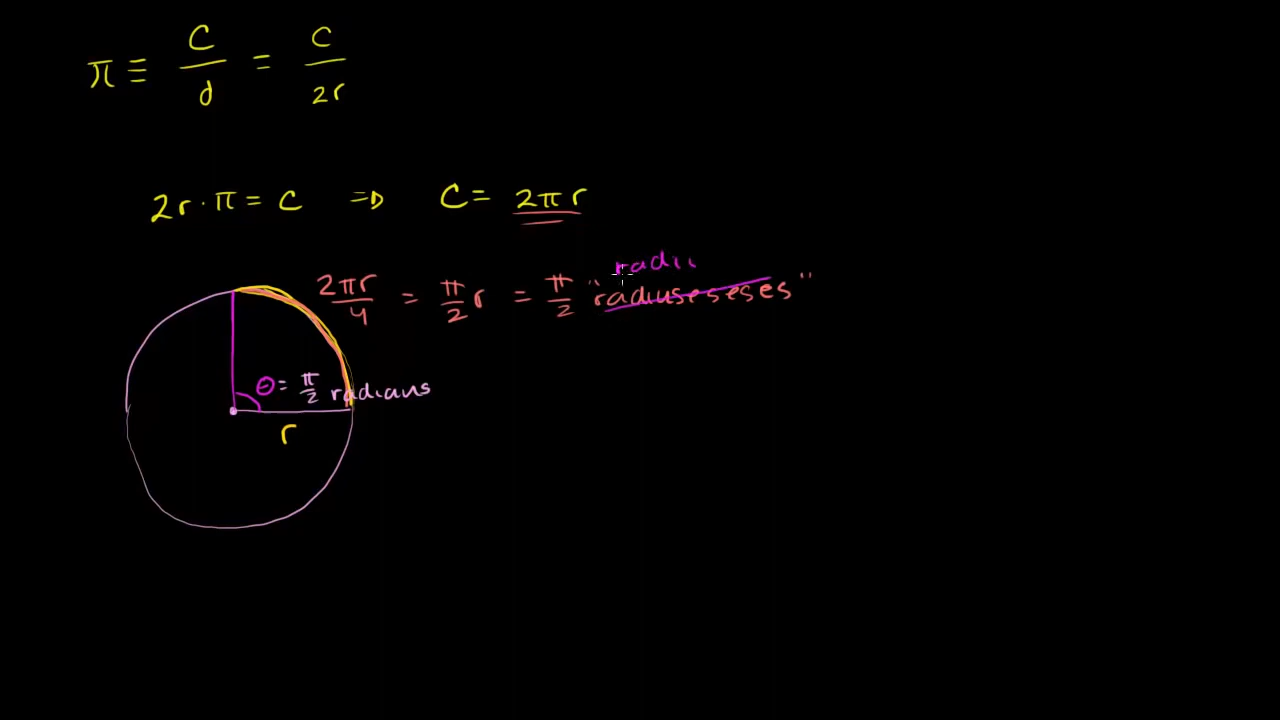 π ≡ C/d = C/2r
2r · π = C ⇒ C = 2πr
radii
2πr/4 = π/2 r = π/2 "radiuseseses"
θ = π/2 radians
r